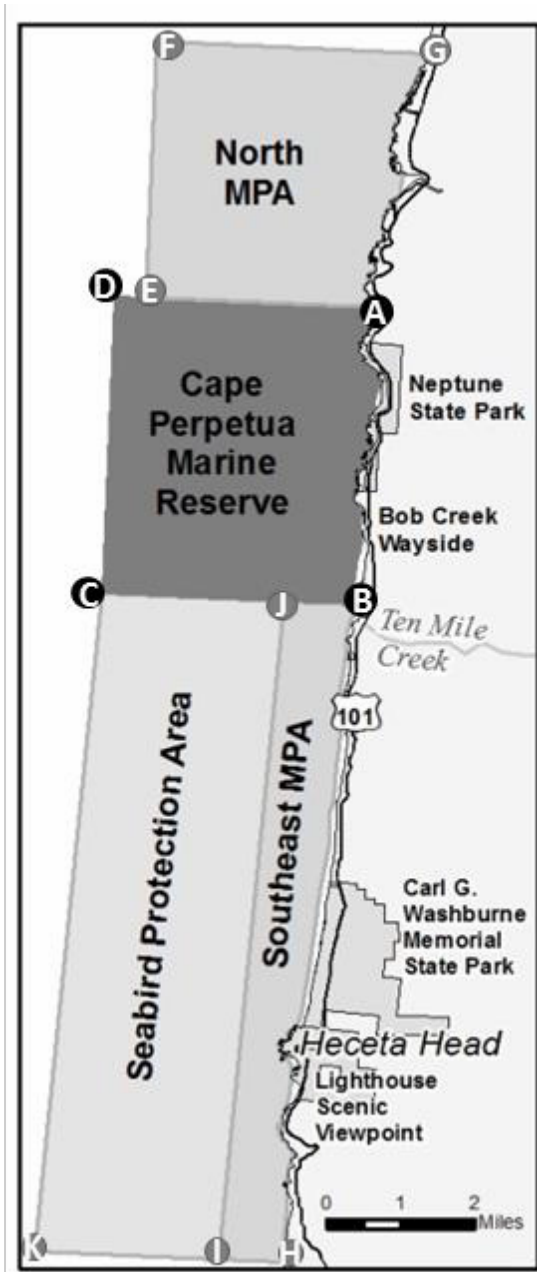 F
G
North
MPA
D
E
A
Cape
Perpetua
Marine
Reserve
Neptune
State Park
Bob Creek
Wayside
C
J
B
Ten Mile
Creek
101
Seabird Protection Area
Southeast MPA
Carl G.
Washburne
Memorial
State Park
Heceta Head
Lighthouse
Scenic
Viewpoint
0 1 2
Miles
K
I
H